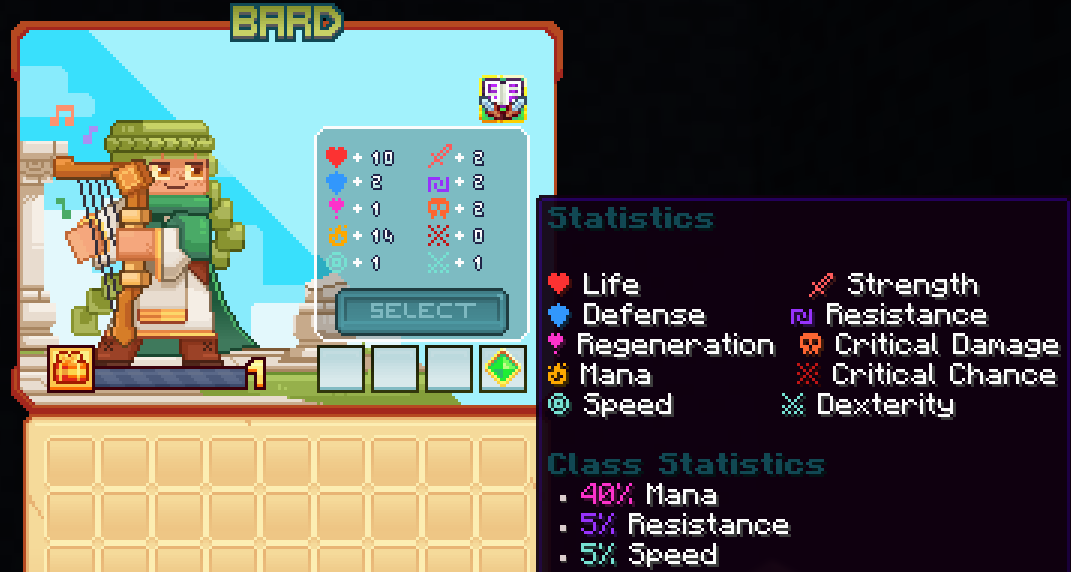 BARD
+ 10 + 2
+ 2 + 2
+ 1 + 2
+ 14 + 0
+ 1 + 1
SELECT
1
Statistics
Life Strength
Defense Resistance
Regeneration Critical Damage
Mana Critical Chance
Speed Dexterity
Class Statistics
• 40% Mana
• 5% Resistance
• 5% Speed